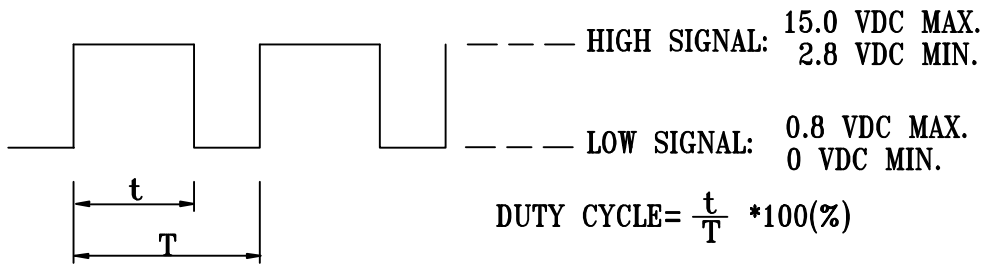 HIGH SIGNAL: 15.0 VDC MAX.
2.8 VDC MIN.
LOW SIGNAL: 0.8 VDC MAX.
0 VDC MIN.
t
T
DUTY CYCLE= t/T *100(%)